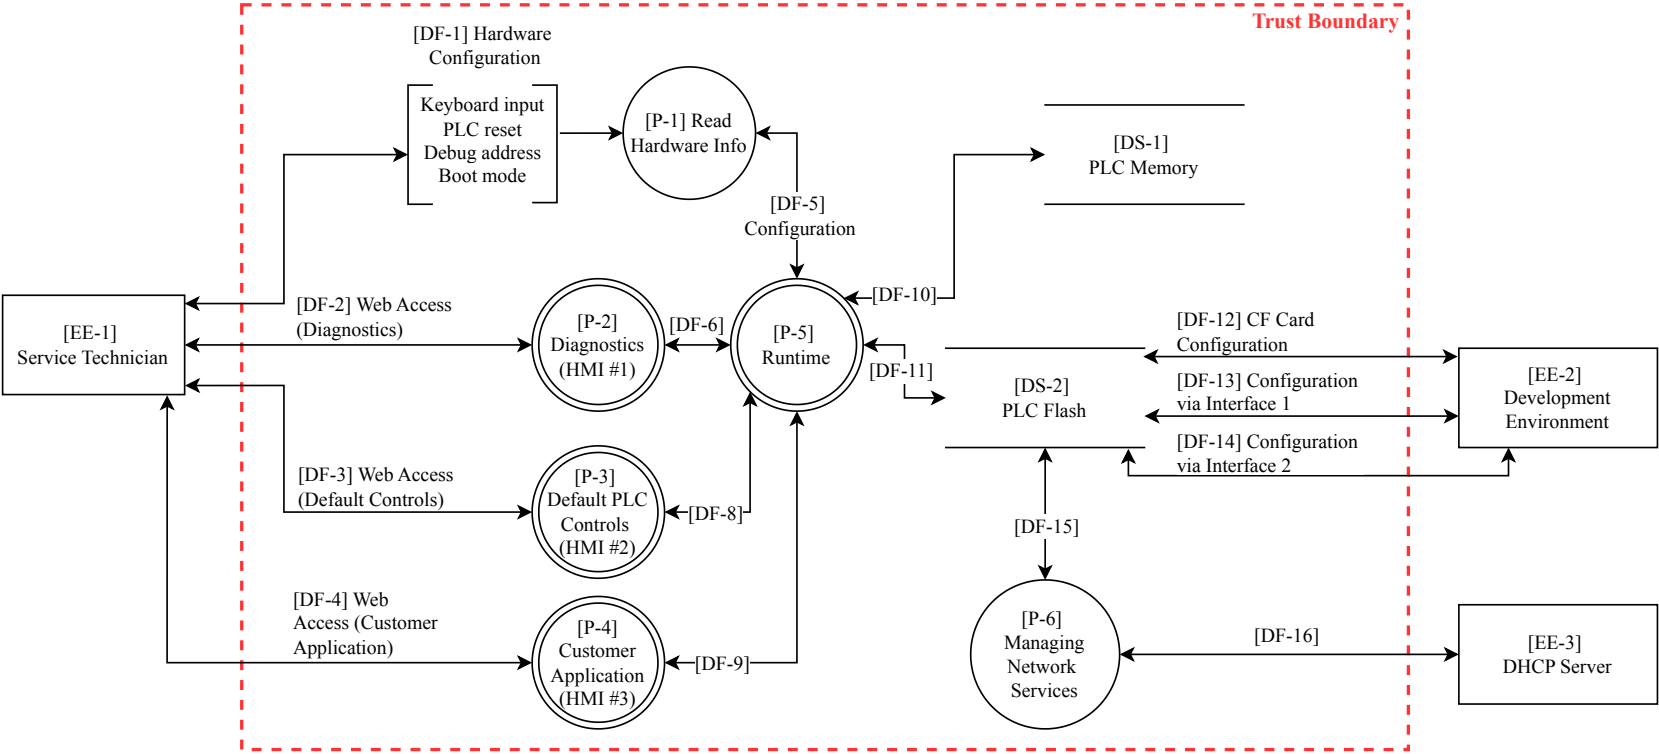 Trust Boundary
[DF-1] Hardware
Configuration
Keyboard input
PLC reset
Debug address
Boot mode
[P-1] Read
Hardware Info
[DS-1]
PLC Memory
[DF-5]
Configuration
[EE-1]
Service Technician
[DF-2] Web Access
(Diagnostics)
[P-2]
Diagnostics
(HMI #1)
[DF-6]
[P-5]
Runtime
[DF-10]
[DF-11]
[DS-2]
PLC Flash
[DF-12] CF Card
Configuration
[DF-13] Configuration
via Interface 1
[DF-14] Configuration
via Interface 2
[EE-2]
Development
Environment
[DF-3] Web Access
(Default Controls)
[P-3]
Default PLC
Controls
(HMI #2)
[DF-8]
[DF-15]
[DF-4] Web
Access (Customer
Application)
[P-4]
Customer
Application
(HMI #3)
[DF-9]
[P-6]
Managing
Network
Services
[DF-16]
[EE-3]
DHCP Server